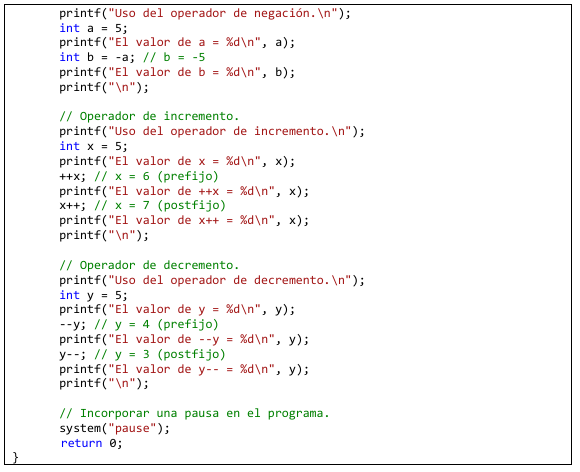 printf("Uso del operador de negación.\n");
int a = 5;
printf("El valor de a = %d\n", a);
int b = -a; // b = -5
printf("El valor de b = %d\n", b);
printf("\n");
// Operador de incremento.
printf("Uso del operador de incremento.\n");
int x = 5;
printf("El valor de x = %d\n", x);
++x; // x = 6 (prefijo)
printf("El valor de ++x = %d\n", x);
x++; // x = 7 (postfijo)
printf("El valor de x++ = %d\n", x);
printf("\n");
// Operador de decremento.
printf("Uso del operador de decremento.\n");
int y = 5;
printf("El valor de y = %d\n", y);
--y; // y = 4 (prefijo)
printf("El valor de --y = %d\n", y);
y--; // y = 3 (postfijo)
printf("El valor de y-- = %d\n", y);
printf("\n");
// Incorporar una pausa en el programa.
system("pause");
return 0;
}